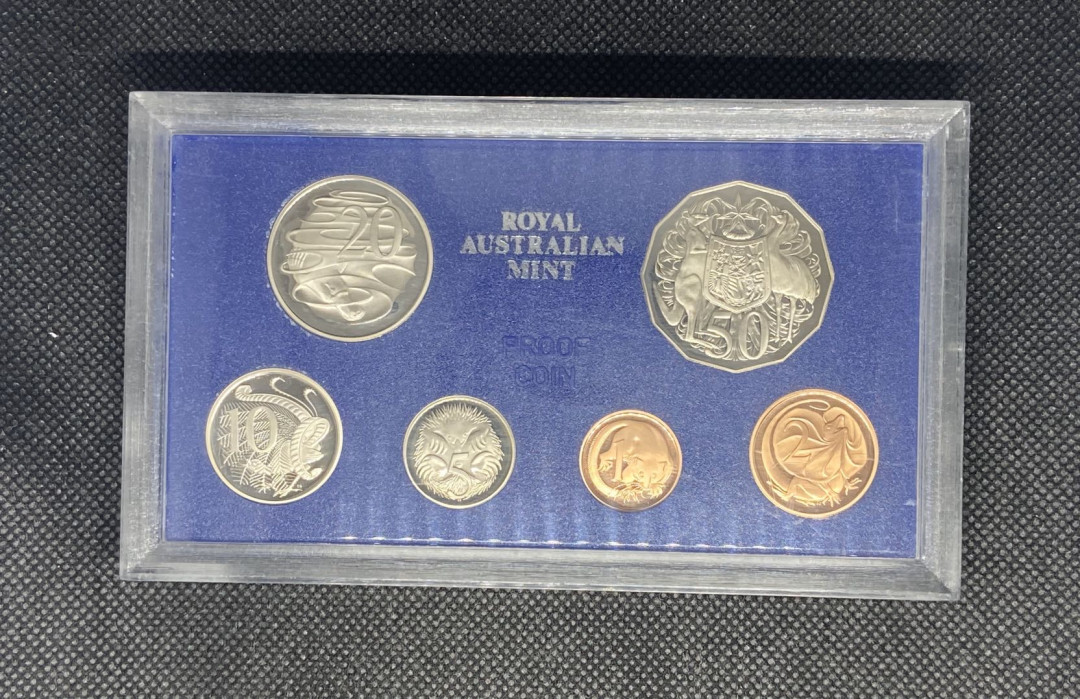 ROYAL
AUSTRALIAN
MINT
20
50
PROOF
COIN
10
5
1
2